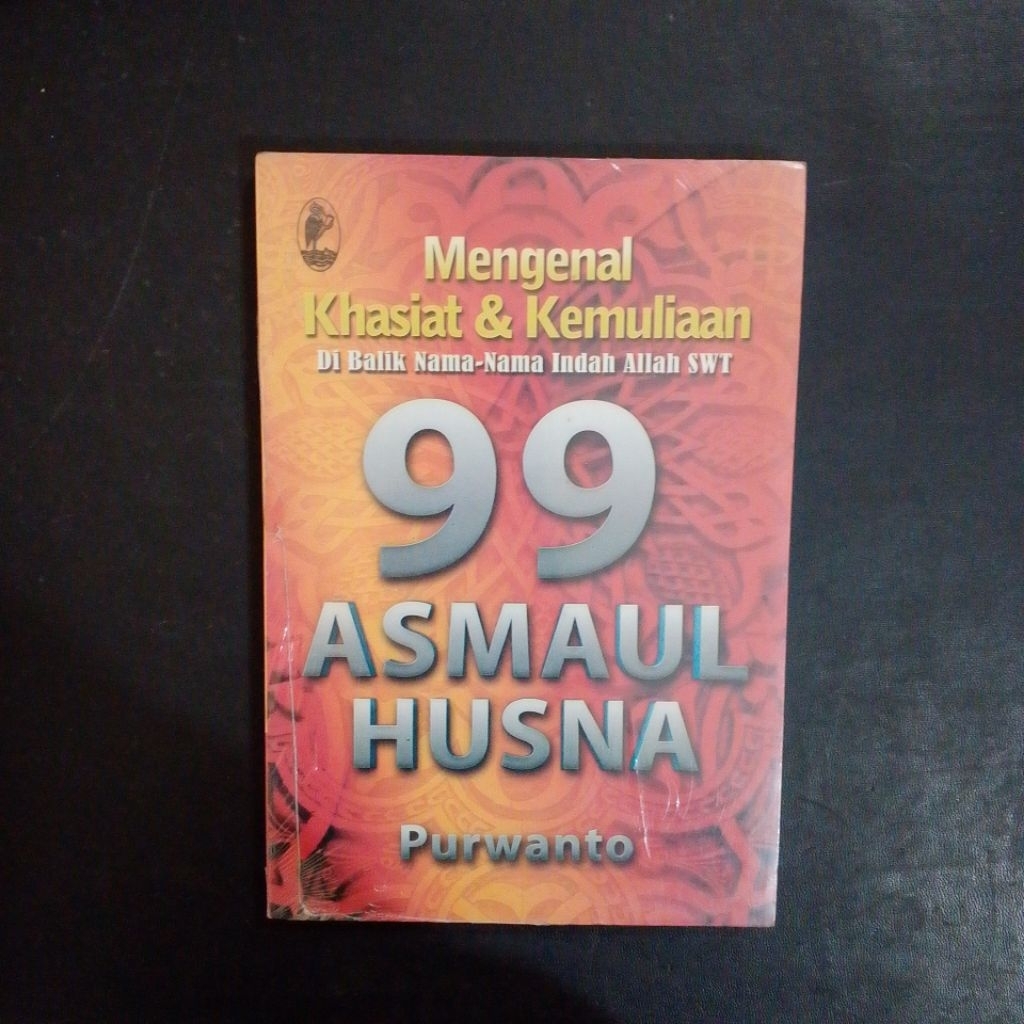 Mengenal
Khasiat & Kemuliaan
Di Balik Nama-Nama Indah Allah SWT
99
ASMAUL
HUSNA
Purwanto